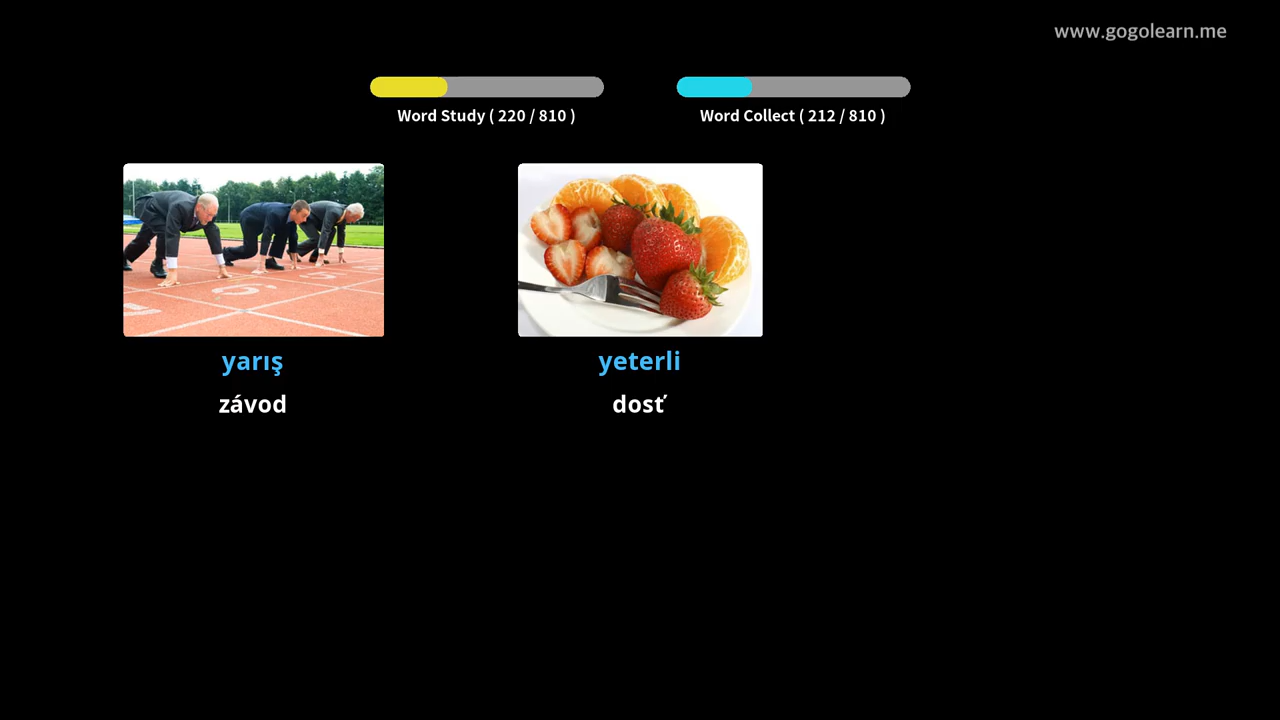 www.gogolearn.me
Word Study ( 220 / 810 )
Word Collect ( 212 / 810 )
yarış
závod
yeterli
dosť